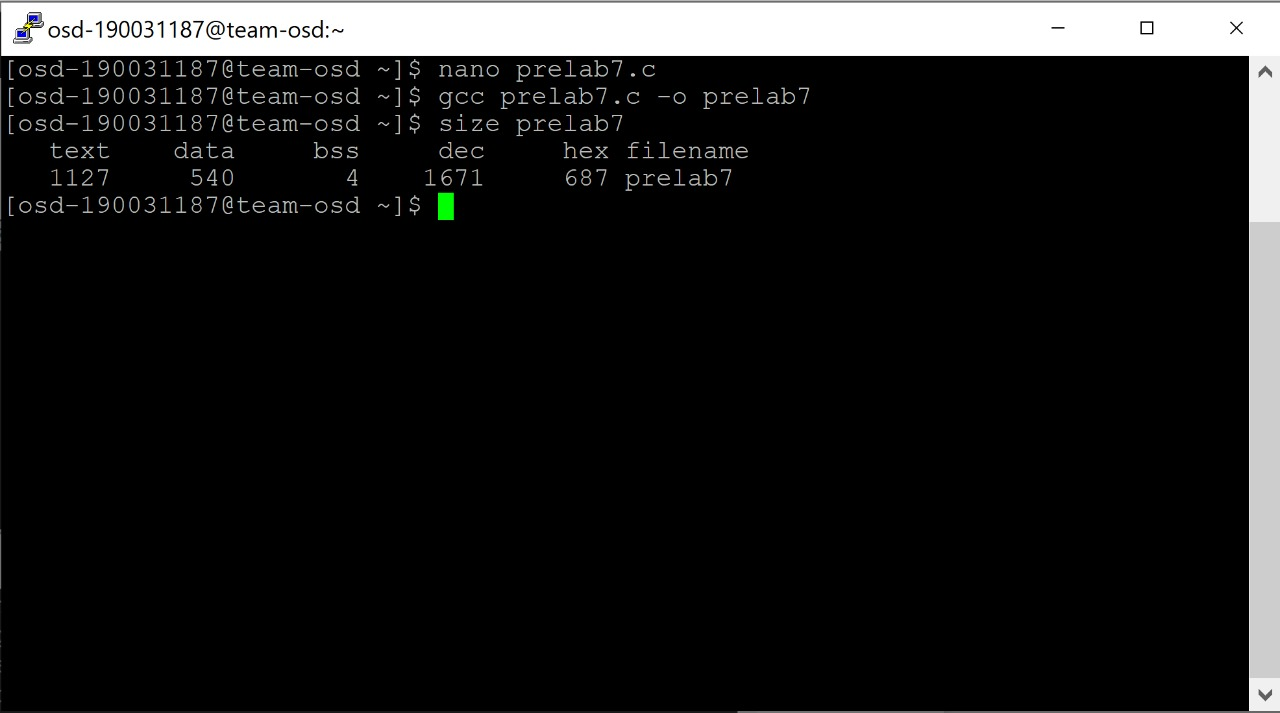 osd-190031187@team-osd:~
[osd-190031187@team-osd ~]$ nano prelab7.c
[osd-190031187@team-osd ~]$ gcc prelab7.c -o prelab7
[osd-190031187@team-osd ~]$ size prelab7
   text    data     bss     dec     hex filename
   1127     540       4    1671     687 prelab7
[osd-190031187@team-osd ~]$